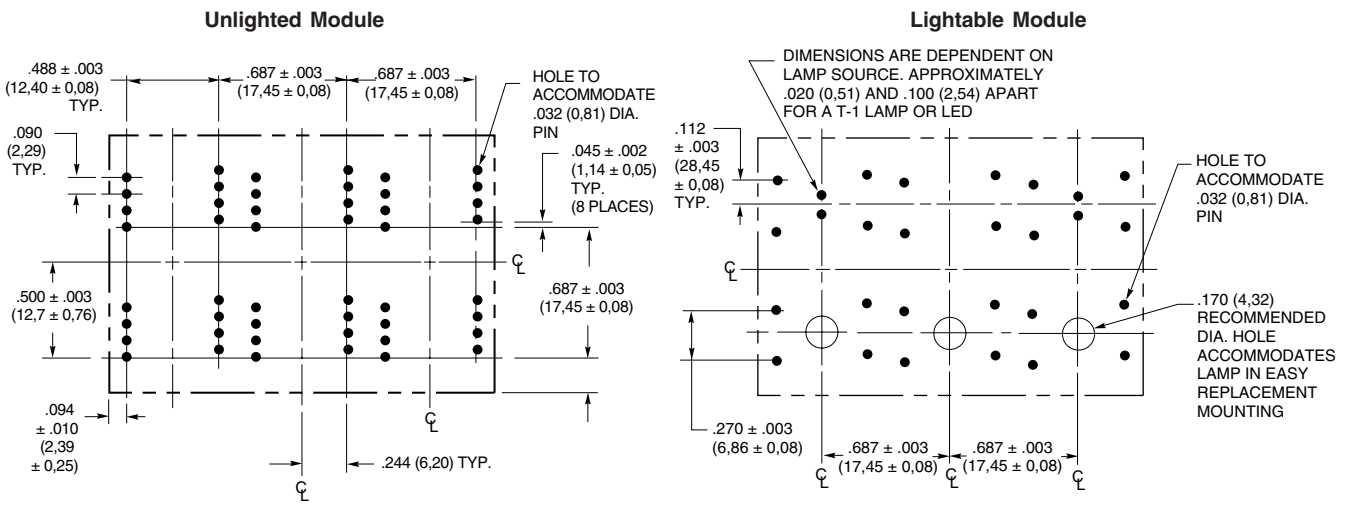 Unlighted Module
.488 ± .003
(12,40 ± 0,08)
TYP.
.687 ± .003
(17,45 ± 0,08)
.687 ± .003
(17,45 ± 0,08)
HOLE TO
ACCOMMODATE
.032 (0,81) DIA.
PIN
.090
(2,29)
TYP.
.045 ± .002
(1,14 ± 0,05)
TYP.
(8 PLACES)
℄
.500 ± .003
(12,7 ± 0,76)
.687 ± .003
(17,45 ± 0,08)
.094
± .010
(2,39
± 0,25)
℄
.244 (6,20) TYP.
℄
Lightable Module
DIMENSIONS ARE DEPENDENT ON
LAMP SOURCE. APPROXIMATELY
.020 (0,51) AND .100 (2,54) APART
FOR A T-1 LAMP OR LED
.112
± .003
(28,45
± 0,08)
TYP.
HOLE TO
ACCOMMODATE
.032 (0,81) DIA.
PIN
℄
.170 (4,32)
RECOMMENDED
DIA. HOLE
ACCOMMODATES
LAMP IN EASY
REPLACEMENT
MOUNTING
.270 ± .003
(6,86 ± 0,08)
.687 ± .003
(17,45 ± 0,08)
.687 ± .003
(17,45 ± 0,08)
℄
℄
℄